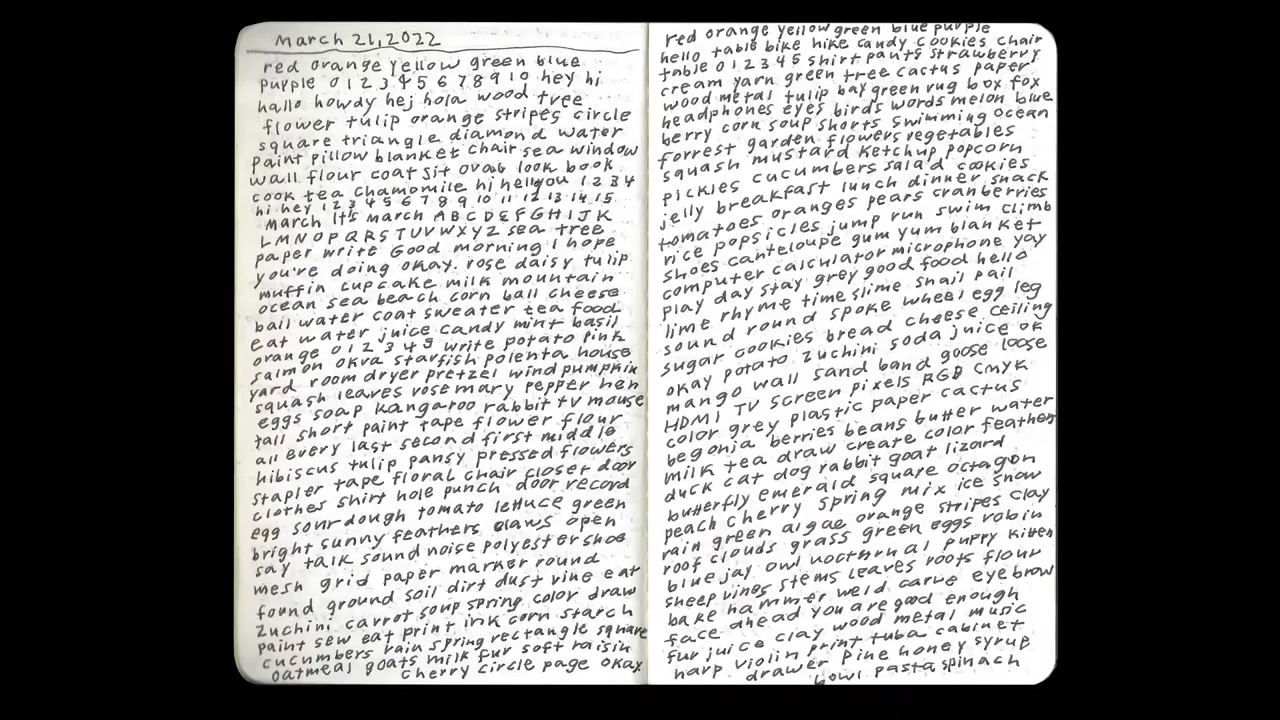 March 21, 2022
red orange yellow green blue
purple 0 1 2 3 4 5 6 7 8 9 10 hey hi
hallo howdy hej hola wood tree
flower tulip orange stripes circle
square triangle diamond water
paint pillow blanket chair sea window
wall flour coat sit oval look book
cook tea chamomile hi hell you 1 2 3 4
hi hey 1 2 3 4 5 6 7 8 9 10 11 12 13 14 15
March it's march A B C D E F G H I J K
L M N O P Q R S T U V W X Y Z sea tree
paper write Good morning I hope
you're doing okay. rose daisy tulip
muffin cupcake milk mountain
ocean sea beach corn ball cheese
bail water coat sweater tea food
eat water juice candy mint basil
orange 0 1 2 3 4 5 write potato pink
salmon okra starfish polenta house
yard room dryer pretzel wind pumpkin
squash leaves rosemary pepper hen
eggs soap kangaroo rabbit tv mouse
tall short paint tape flower flour
all every last second first middle
hibiscus tulip pansy pressed flowers
stapler tape floral chair closer door
clothes shirt hole punch door record
egg sourdough tomato lettuce green
bright sunny feathers claws open
say talk sound noise polyester shoe
mesh grid paper marker round
found ground soil dirt dust vine eat
zuchini carrot soup spring color draw
paint sew eat print ink corn starch
cucumbers rain spring rectangle square
oatmeal goats milk fur soft raisin
cherry circle page okay.
red orange yellow green blue purple
hello table bike hike candy cookies chair
table 0 1 2 3 4 5 shirt pants strawberry
cream yarn green tree cactus paper
wood metal tulip bay green rug box fox
headphones eyes birds words melon blue
berry corn soup shorts swimming ocean
forrest garden flowers vegetables
squash mustard ketchup popcorn
pickles cucumbers salad cookies
jelly breakfast lunch dinner snack
tomatoes oranges pears cranberries
rice popsicles jump run swim climb
shoes canteloupe gum yum blanket
computer calculator microphone yay
play day stay grey good food hello
lime rhyme time slime snail pail
sound round spoke wheel egg leg
sugar cookies bread cheese ceiling
okay potato zuchini soda juice ok
mango wall sand band goose loose
HDMI TV screen pixels RGB CMYK
color grey plastic paper cactus
begonia berries beans butter water
milk tea draw create color feathers
duck cat dog rabbit goat lizard
butterfly emerald square octagon
peach cherry spring mix ice snow
rain green algae orange stripes clay
roof clouds grass green eggs robin
blue jay owl nocturnal puppy kitten
sheep vines stems leaves roots flour
bake hammer weld carve eyebrow
face ahead you are good enough
fur juice clay wood metal music
harp violin print tuba cabinet
drawer pine honey syrup
bowl pasta spinach